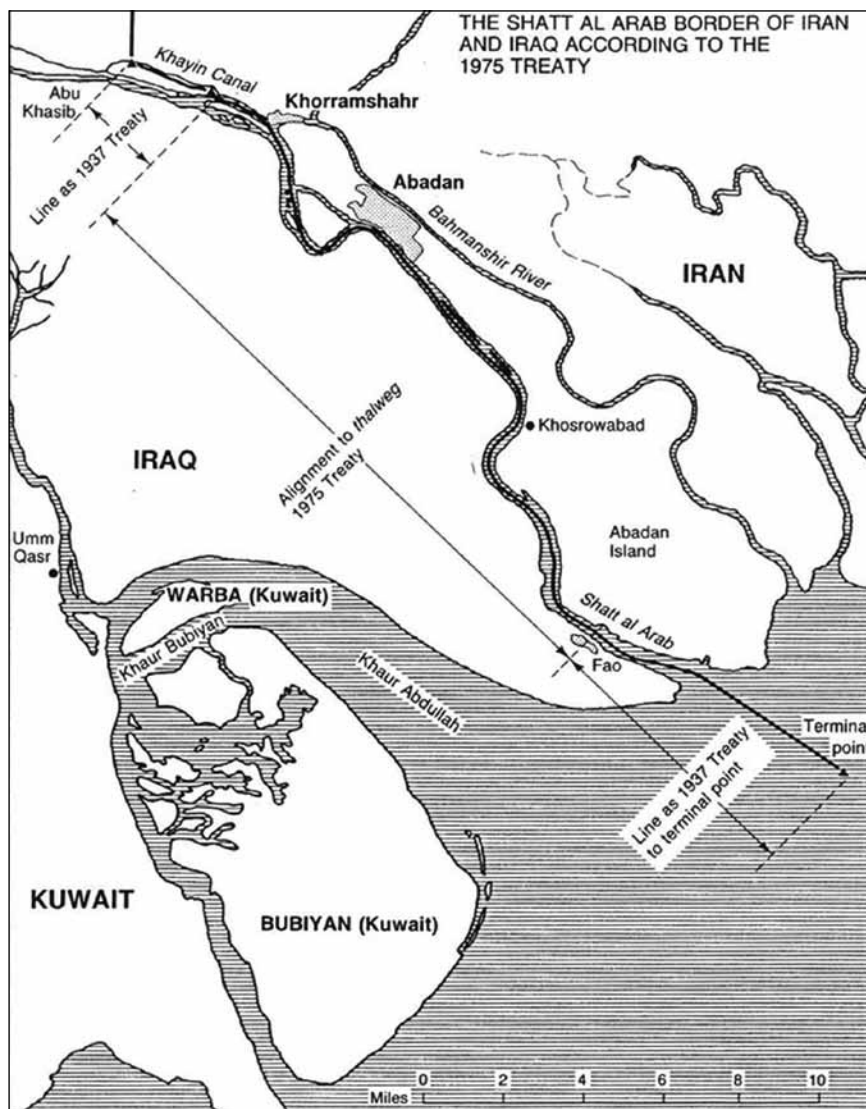 THE SHATT AL ARAB BORDER OF IRAN
AND IRAQ ACCORDING TO THE
1975 TREATY
Khayin Canal
Abu
Khasib
Khorramshahr
Line as 1937 Treaty
Abadan
Bahmanshir River
IRAN
Khosrowabad
Alignment to thalweg
1975 Treaty
IRAQ
Umm
Qasr
Abadan
Island
WARBA (Kuwait)
Shatt al Arab
Khaur Bubiyan
Fao
Khaur Abdullah
Termina
poin
Line as 1937 Treaty
to terminal point
KUWAIT
BUBIYAN (Kuwait)
0 2 4 6 8 10
Miles